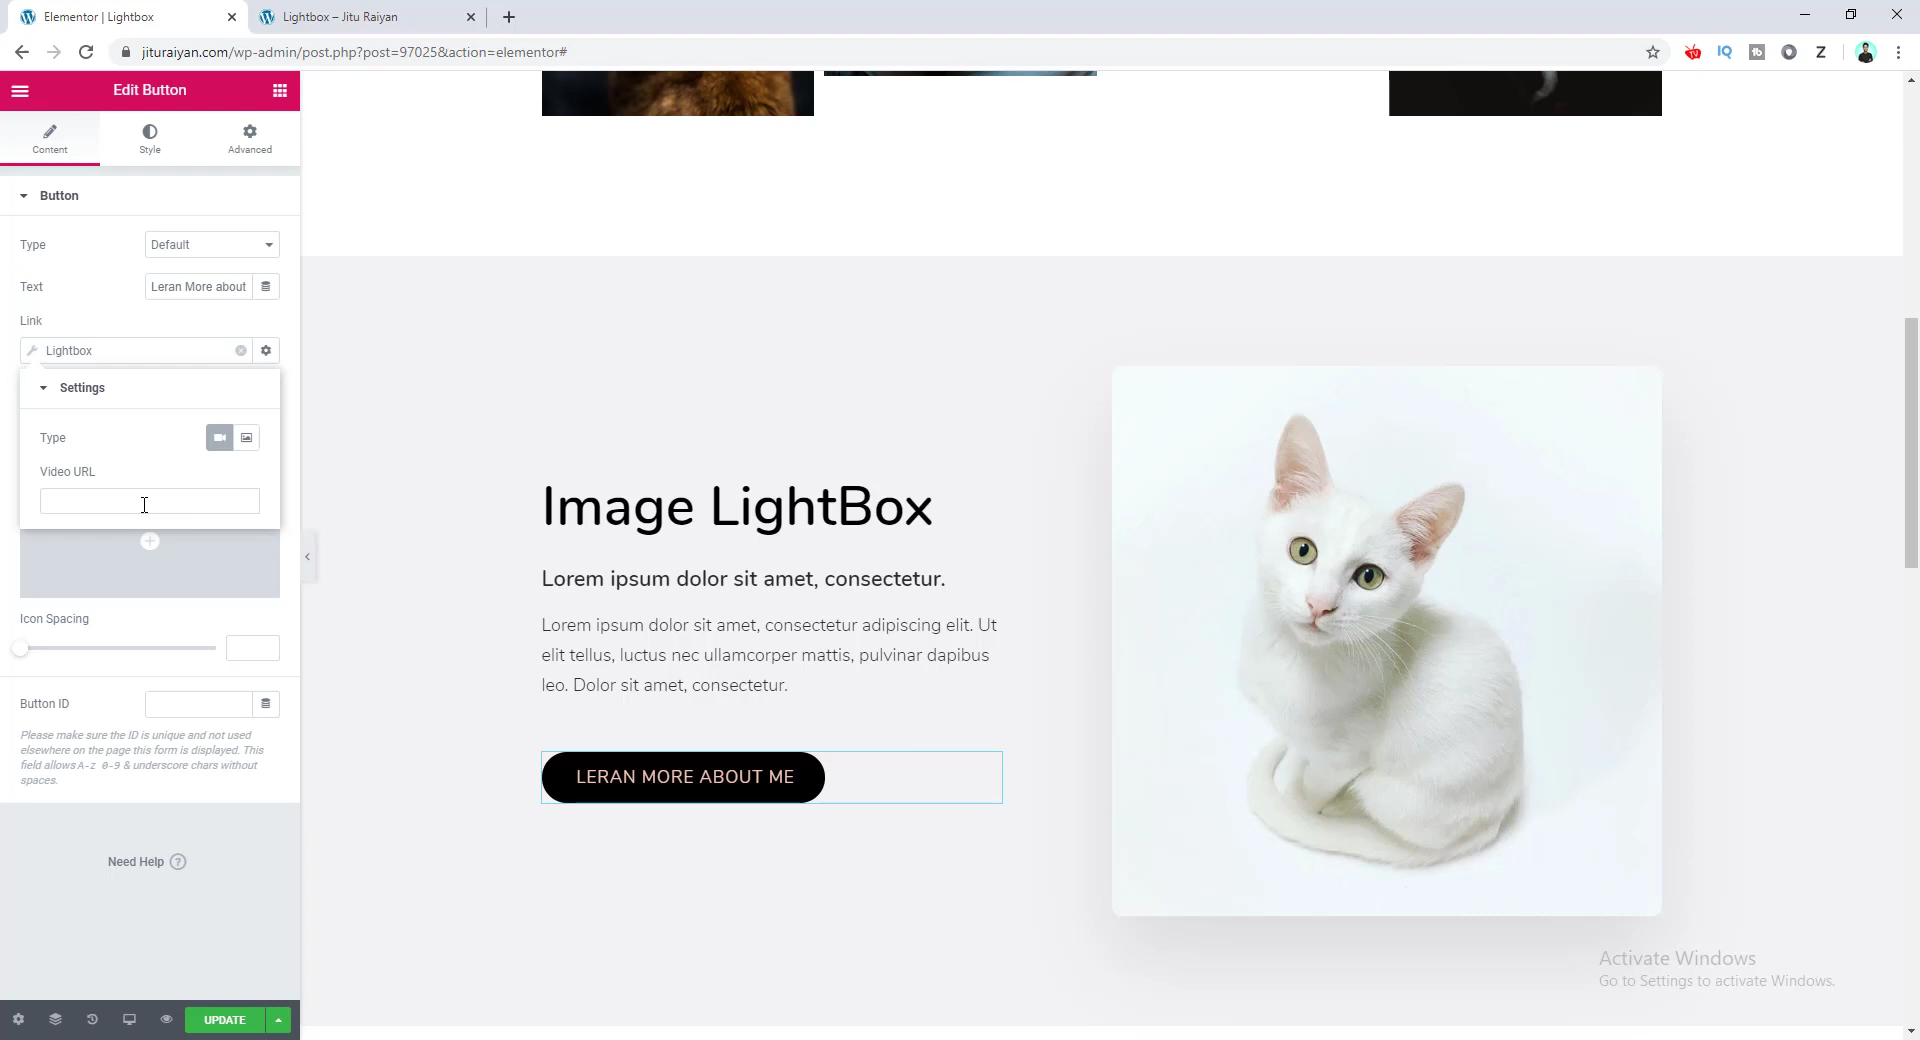 Elementor | Lightbox
Lightbox – Jitu Raiyan
jituraiyan.com/wp-admin/post.php?post=97025&action=elementor#
Edit Button
Content
Style
Advanced
Button
Type
Default
Text
Leran More about
Link
Lightbox
Settings
Type
Video URL
Icon Spacing
Button ID
Please make sure the ID is unique and not used
elsewhere on the page this form is displayed. This
field allows A-z 0-9 & underscore chars without
spaces.
Need Help ?
UPDATE
Image LightBox
Lorem ipsum dolor sit amet, consectetur.
Lorem ipsum dolor sit amet, consectetur adipiscing elit. Ut
elit tellus, luctus nec ullamcorper mattis, pulvinar dapibus
leo. Dolor sit amet, consectetur.
LERAN MORE ABOUT ME
Activate Windows
Go to Settings to activate Windows.